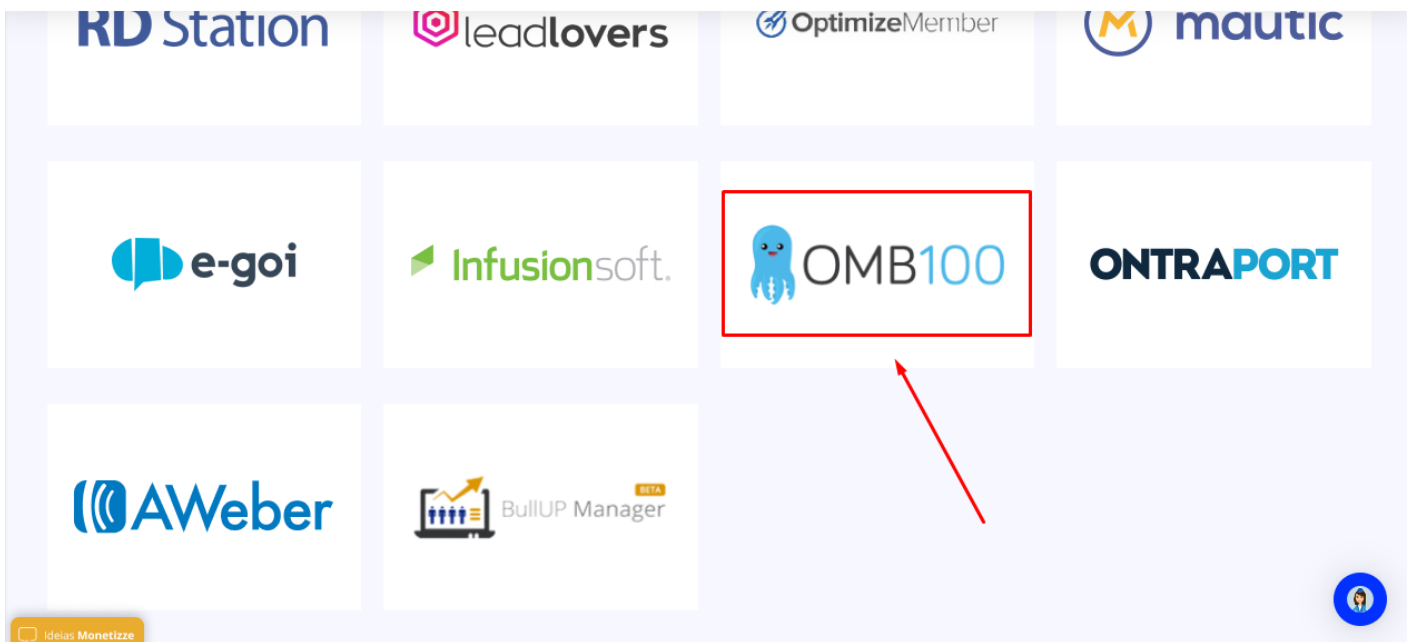 RD Station
leadlovers
OptimizeMember
mautic
e-goi
Infusionsoft.
OMB100
ONTRAPORT
AWeber
BETA
BullUP Manager
Ideias Monetizze